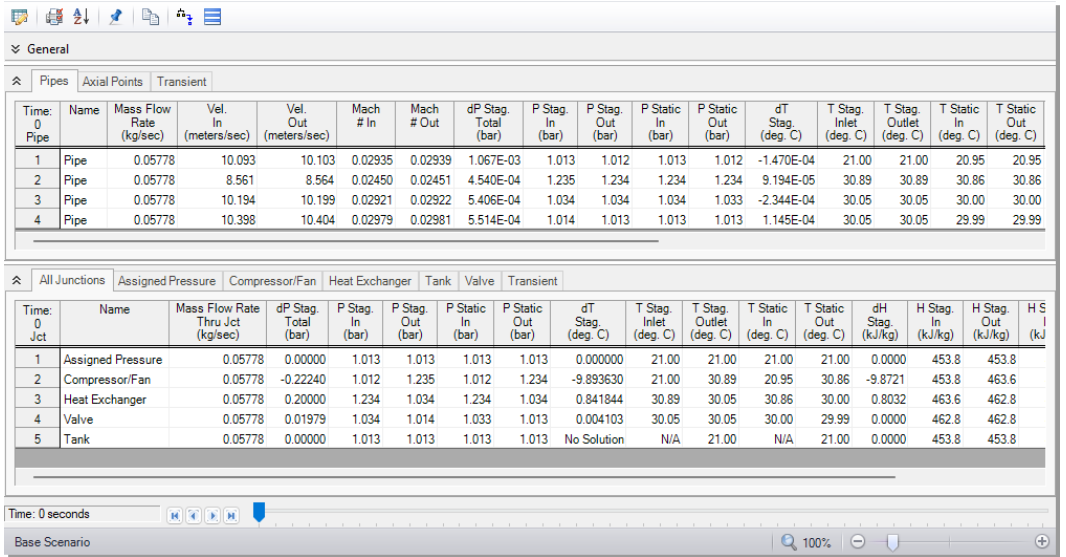 General
Pipes Axial Points Transient
Time: 0 Pipe Name Mass Flow Rate (kg/sec) Vel. In (meters/sec) Vel. Out (meters/sec) Mach # In Mach # Out dP Stag. Total (bar) P Stag. In (bar) P Stag. Out (bar) P Static In (bar) P Static Out (bar) dT Stag. (deg. C) T Stag. Inlet (deg. C) T Stag. Outlet (deg. C) T Static In (deg. C) T Static Out (deg. C)
1 Pipe 0.05778 10.093 10.103 0.02935 0.02939 1.067E-03 1.013 1.012 1.013 1.012 -1.470E-04 21.00 21.00 20.95 20.95
2 Pipe 0.05778 8.561 8.564 0.02450 0.02451 4.540E-04 1.235 1.234 1.234 1.234 9.194E-05 30.89 30.89 30.86 30.86
3 Pipe 0.05778 10.194 10.199 0.02921 0.02922 5.406E-04 1.034 1.034 1.034 1.033 -2.344E-04 30.05 30.05 30.00 30.00
4 Pipe 0.05778 10.398 10.404 0.02979 0.02981 5.514E-04 1.014 1.013 1.013 1.013 1.145E-04 30.05 30.05 29.99 29.99
All Junctions Assigned Pressure Compressor/Fan Heat Exchanger Tank Valve Transient
Time: 0 Jct Name Mass Flow Rate Thru Jct (kg/sec) dP Stag. Total (bar) P Stag. In (bar) P Stag. Out (bar) P Static In (bar) P Static Out (bar) dT Stag. (deg. C) T Stag. Inlet (deg. C) T Stag. Outlet (deg. C) T Static In (deg. C) T Static Out (deg. C) dH Stag. (kJ/kg) H Stag. In (kJ/kg) H Stag. Out (kJ/kg) H S
1 Assigned Pressure 0.05778 0.00000 1.013 1.013 1.013 1.013 0.000000 21.00 21.00 21.00 21.00 0.0000 453.8 453.8
2 Compressor/Fan 0.05778 -0.22240 1.012 1.235 1.012 1.234 -9.893630 21.00 30.89 20.95 30.86 -9.8721 453.8 463.6
3 Heat Exchanger 0.05778 0.20000 1.234 1.034 1.234 1.034 0.841844 30.89 30.05 30.86 30.00 0.8032 463.6 462.8
4 Valve 0.05778 0.01979 1.034 1.014 1.033 1.013 0.004103 30.05 30.05 30.00 29.99 0.0000 462.8 462.8
5 Tank 0.05778 0.00000 1.013 1.013 1.013 1.013 No Solution N/A 21.00 N/A 21.00 0.0000 453.8 453.8
Time: 0 seconds
Base Scenario 100%